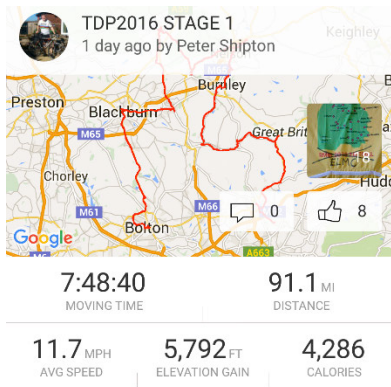 TDP2016 STAGE 1
1 day ago by Peter Shipton
Keighley
Burnley
Preston
Blackburn
M65
Great Brit
Chorley
18
M61
M66
Hudd
0
8
Google
Bolton
A663
7:48:40
91.1 MI
MOVING TIME
DISTANCE
11.7 MPH
5,792 FT
4,286
AVG SPEED
ELEVATION GAIN
CALORIES